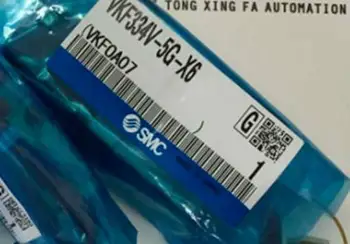 TONG XING FA AUTOMATION
VKF334V-5G-X6
VKF0A07
SMC
G
1